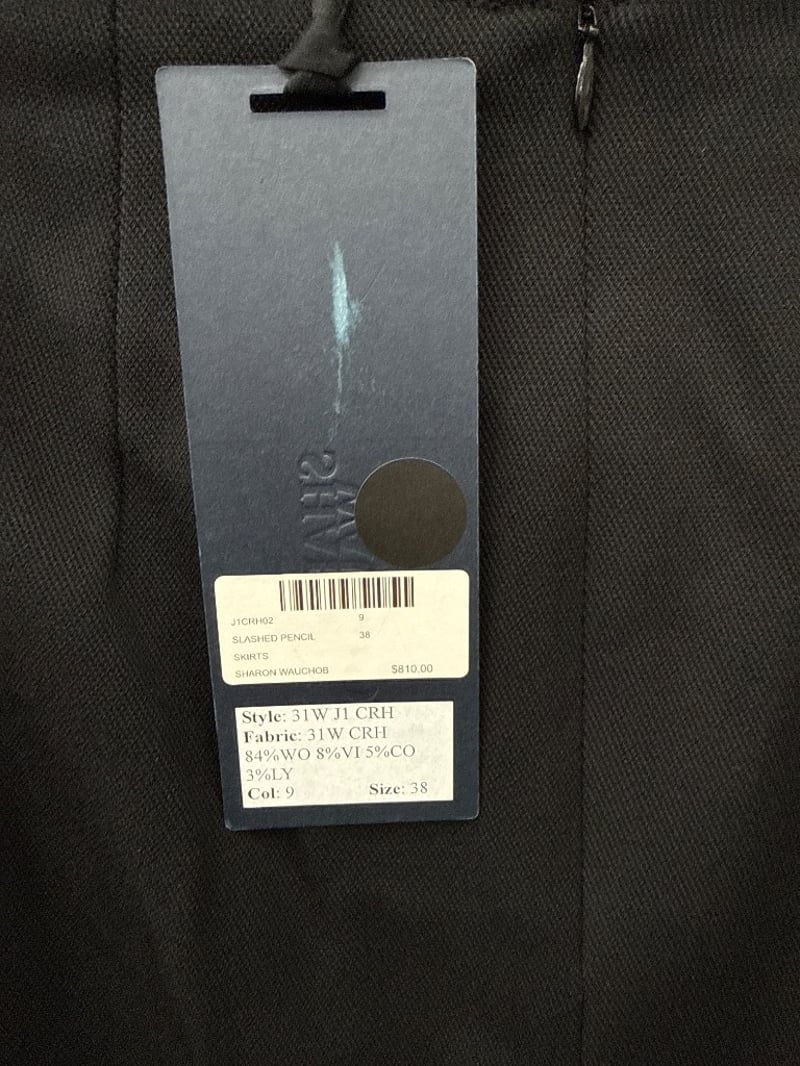 J1CRH02 9
SLASHED PENCIL 38
SKIRTS
SHARON WAUCHOB $810.00
Style: 31W J1 CRH
Fabric: 31W CRH
84%WO 8%VI 5%CO
3%LY
Col: 9 Size: 38